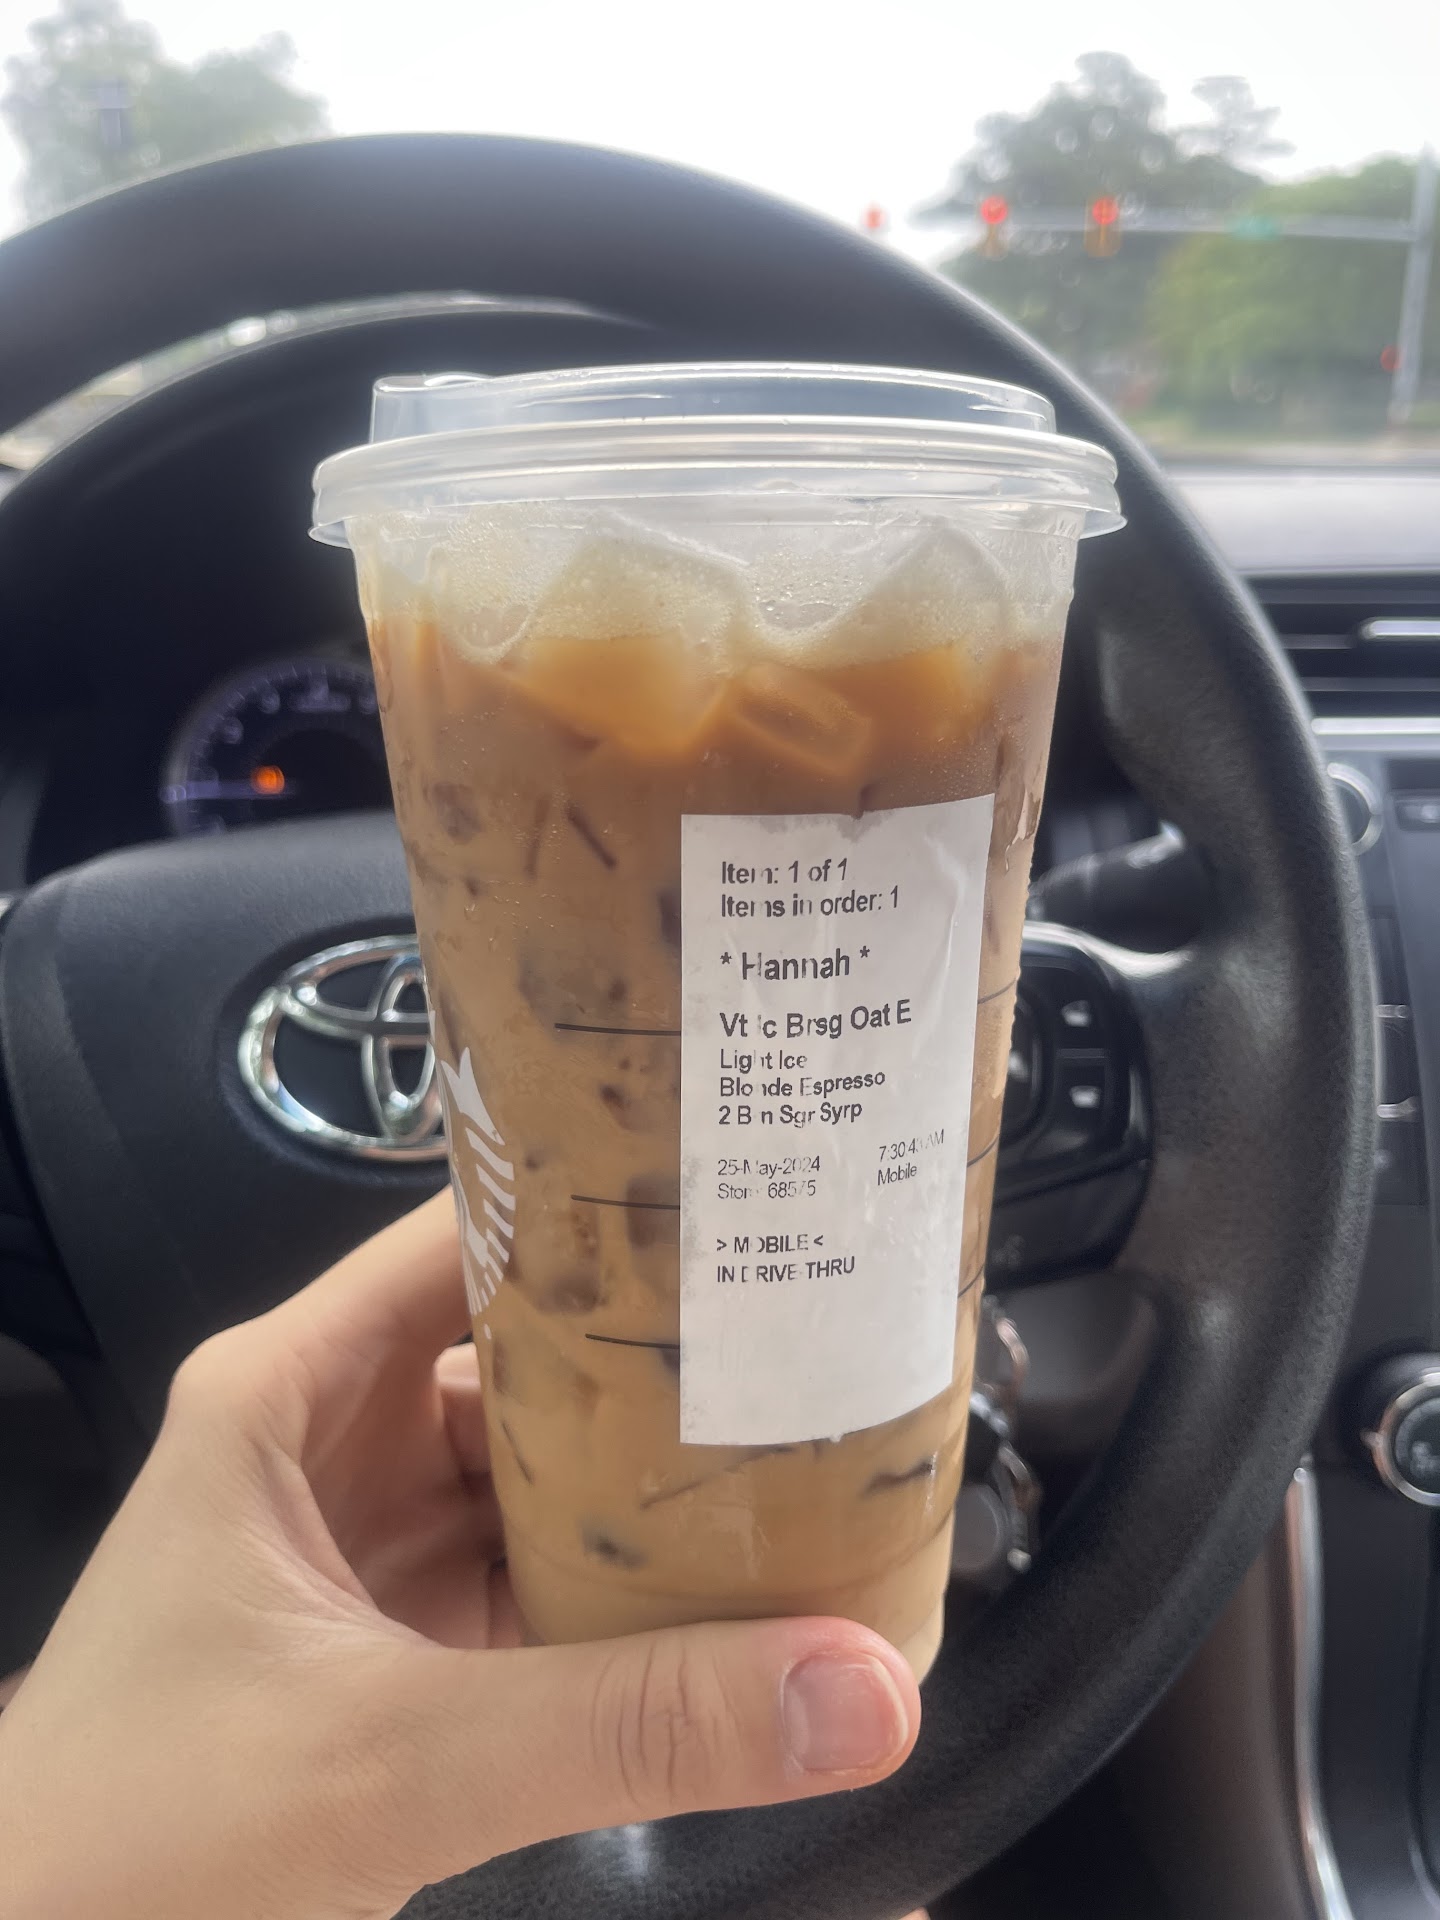 Item: 1 of 1
Items in order: 1
* Hannah *
Vt Ic Brsg Oat E
Light Ice
Blonde Espresso
2 Brn Sgr Syrp
25-May-2024 7:30:43 AM
Store 68575 Mobile
> MOBILE <
IN DRIVE THRU